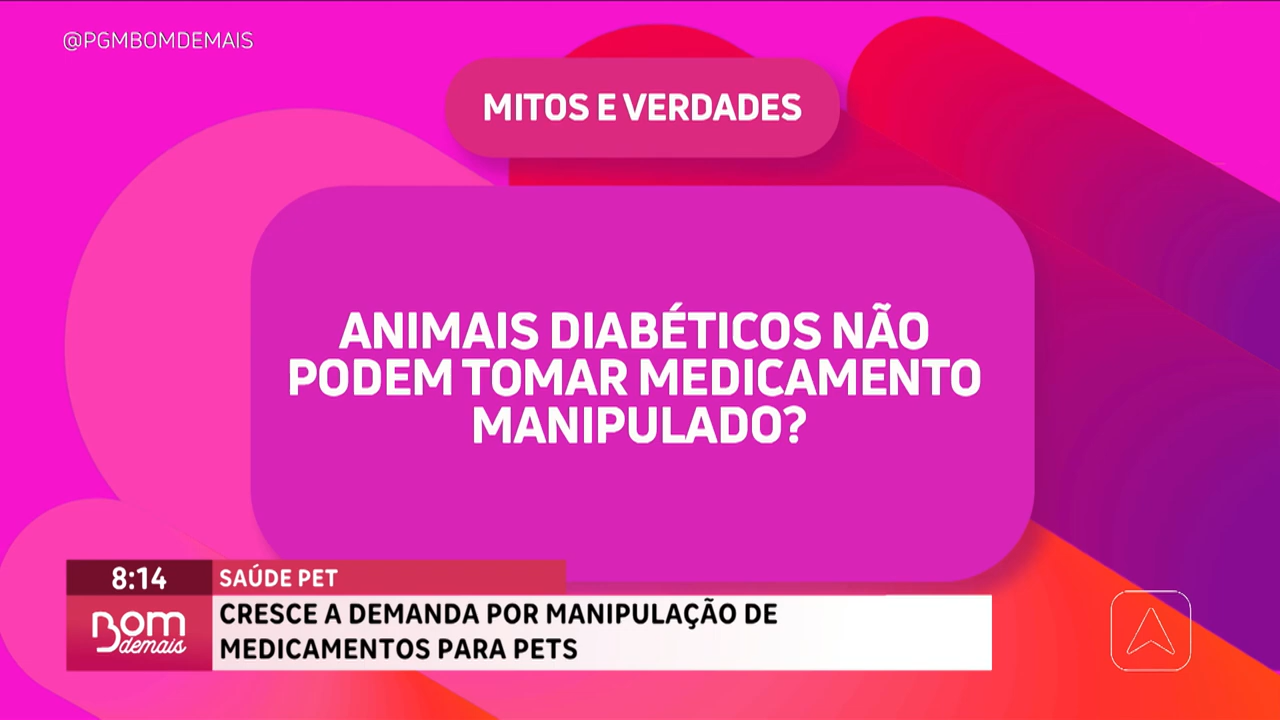 @PGMBOMDEMAIS
MITOS E VERDADES
ANIMAIS DIABÉTICOS NÃO
PODEM TOMAR MEDICAMENTO
MANIPULADO?
8:14
SAÚDE PET
Bom
demais
CRESCE A DEMANDA POR MANIPULAÇÃO DE
MEDICAMENTOS PARA PETS